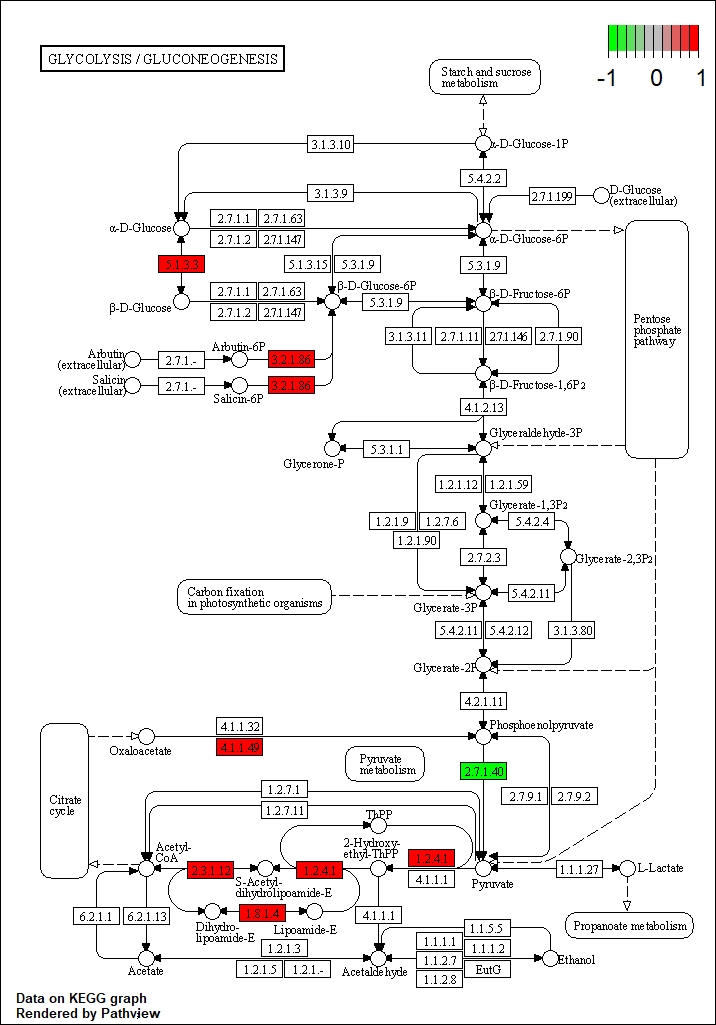 GLYCOLYSIS / GLUCONEOGENESIS
-1 0 1
Starch and sucrose
metabolism
3.1.3.10
α-D-Glucose-1P
5.4.2.2
3.1.3.9
2.7.1.199
D-Glucose
(extracellular)
α-D-Glucose
2.7.1.1 2.7.1.63
2.7.1.2 2.7.1.147
α-D-Glucose-6P
5.1.3.3
5.1.3.15 5.3.1.9
5.3.1.9
β-D-Glucose-6P
β-D-Fructose-6P
β-D-Glucose
2.7.1.1 2.7.1.63
2.7.1.2 2.7.1.147
5.3.1.9
Pentose
phosphate
pathway
3.1.3.11 2.7.1.11 2.7.1.146 2.7.1.90
Arbutin
(extracellular)
2.7.1.-
Arbutin-6P
3.2.1.86
Salicin
(extracellular)
2.7.1.-
Salicin-6P
3.2.1.86
β-D-Fructose-1,6P2
4.1.2.13
Glyceraldehyde-3P
5.3.1.1
Glycerone-P
1.2.1.12 1.2.1.59
Glycerate-1,3P2
1.2.1.9 1.2.7.6
1.2.1.90
5.4.2.4
2.7.2.3
Glycerate-2,3P2
Carbon fixation
in photosynthetic organisms
5.4.2.11
Glycerate-3P
5.4.2.11 5.4.2.12
3.1.3.80
Glycerate-2P
4.2.1.11
4.1.1.32
Phosphoenolpyruvate
Oxaloacetate
4.1.1.49
Pyruvate
metabolism
2.7.1.40
Citrate
cycle
1.2.7.1
2.7.9.1 2.7.9.2
1.2.7.11
ThPP
Acetyl-
CoA
2-Hydroxy-
ethyl-ThPP
2.3.1.12
S-Acetyl-
dihydrolipoamide-E
1.2.4.1
1.2.4.1
4.1.1.1
Pyruvate
1.1.1.27
L-Lactate
6.2.1.1 6.2.1.13
Dihydro-
lipoamide-E
1.8.1.4
Lipoamide-E
4.1.1.1
Propanoate metabolism
1.1.5.5
1.1.1.1
1.1.1.2
1.2.1.3
1.1.2.7
Ethanol
Acetate
1.2.1.5 1.2.1.-
Acetaldehyde
1.1.2.8
EutG
Data on KEGG graph
Rendered by Pathview